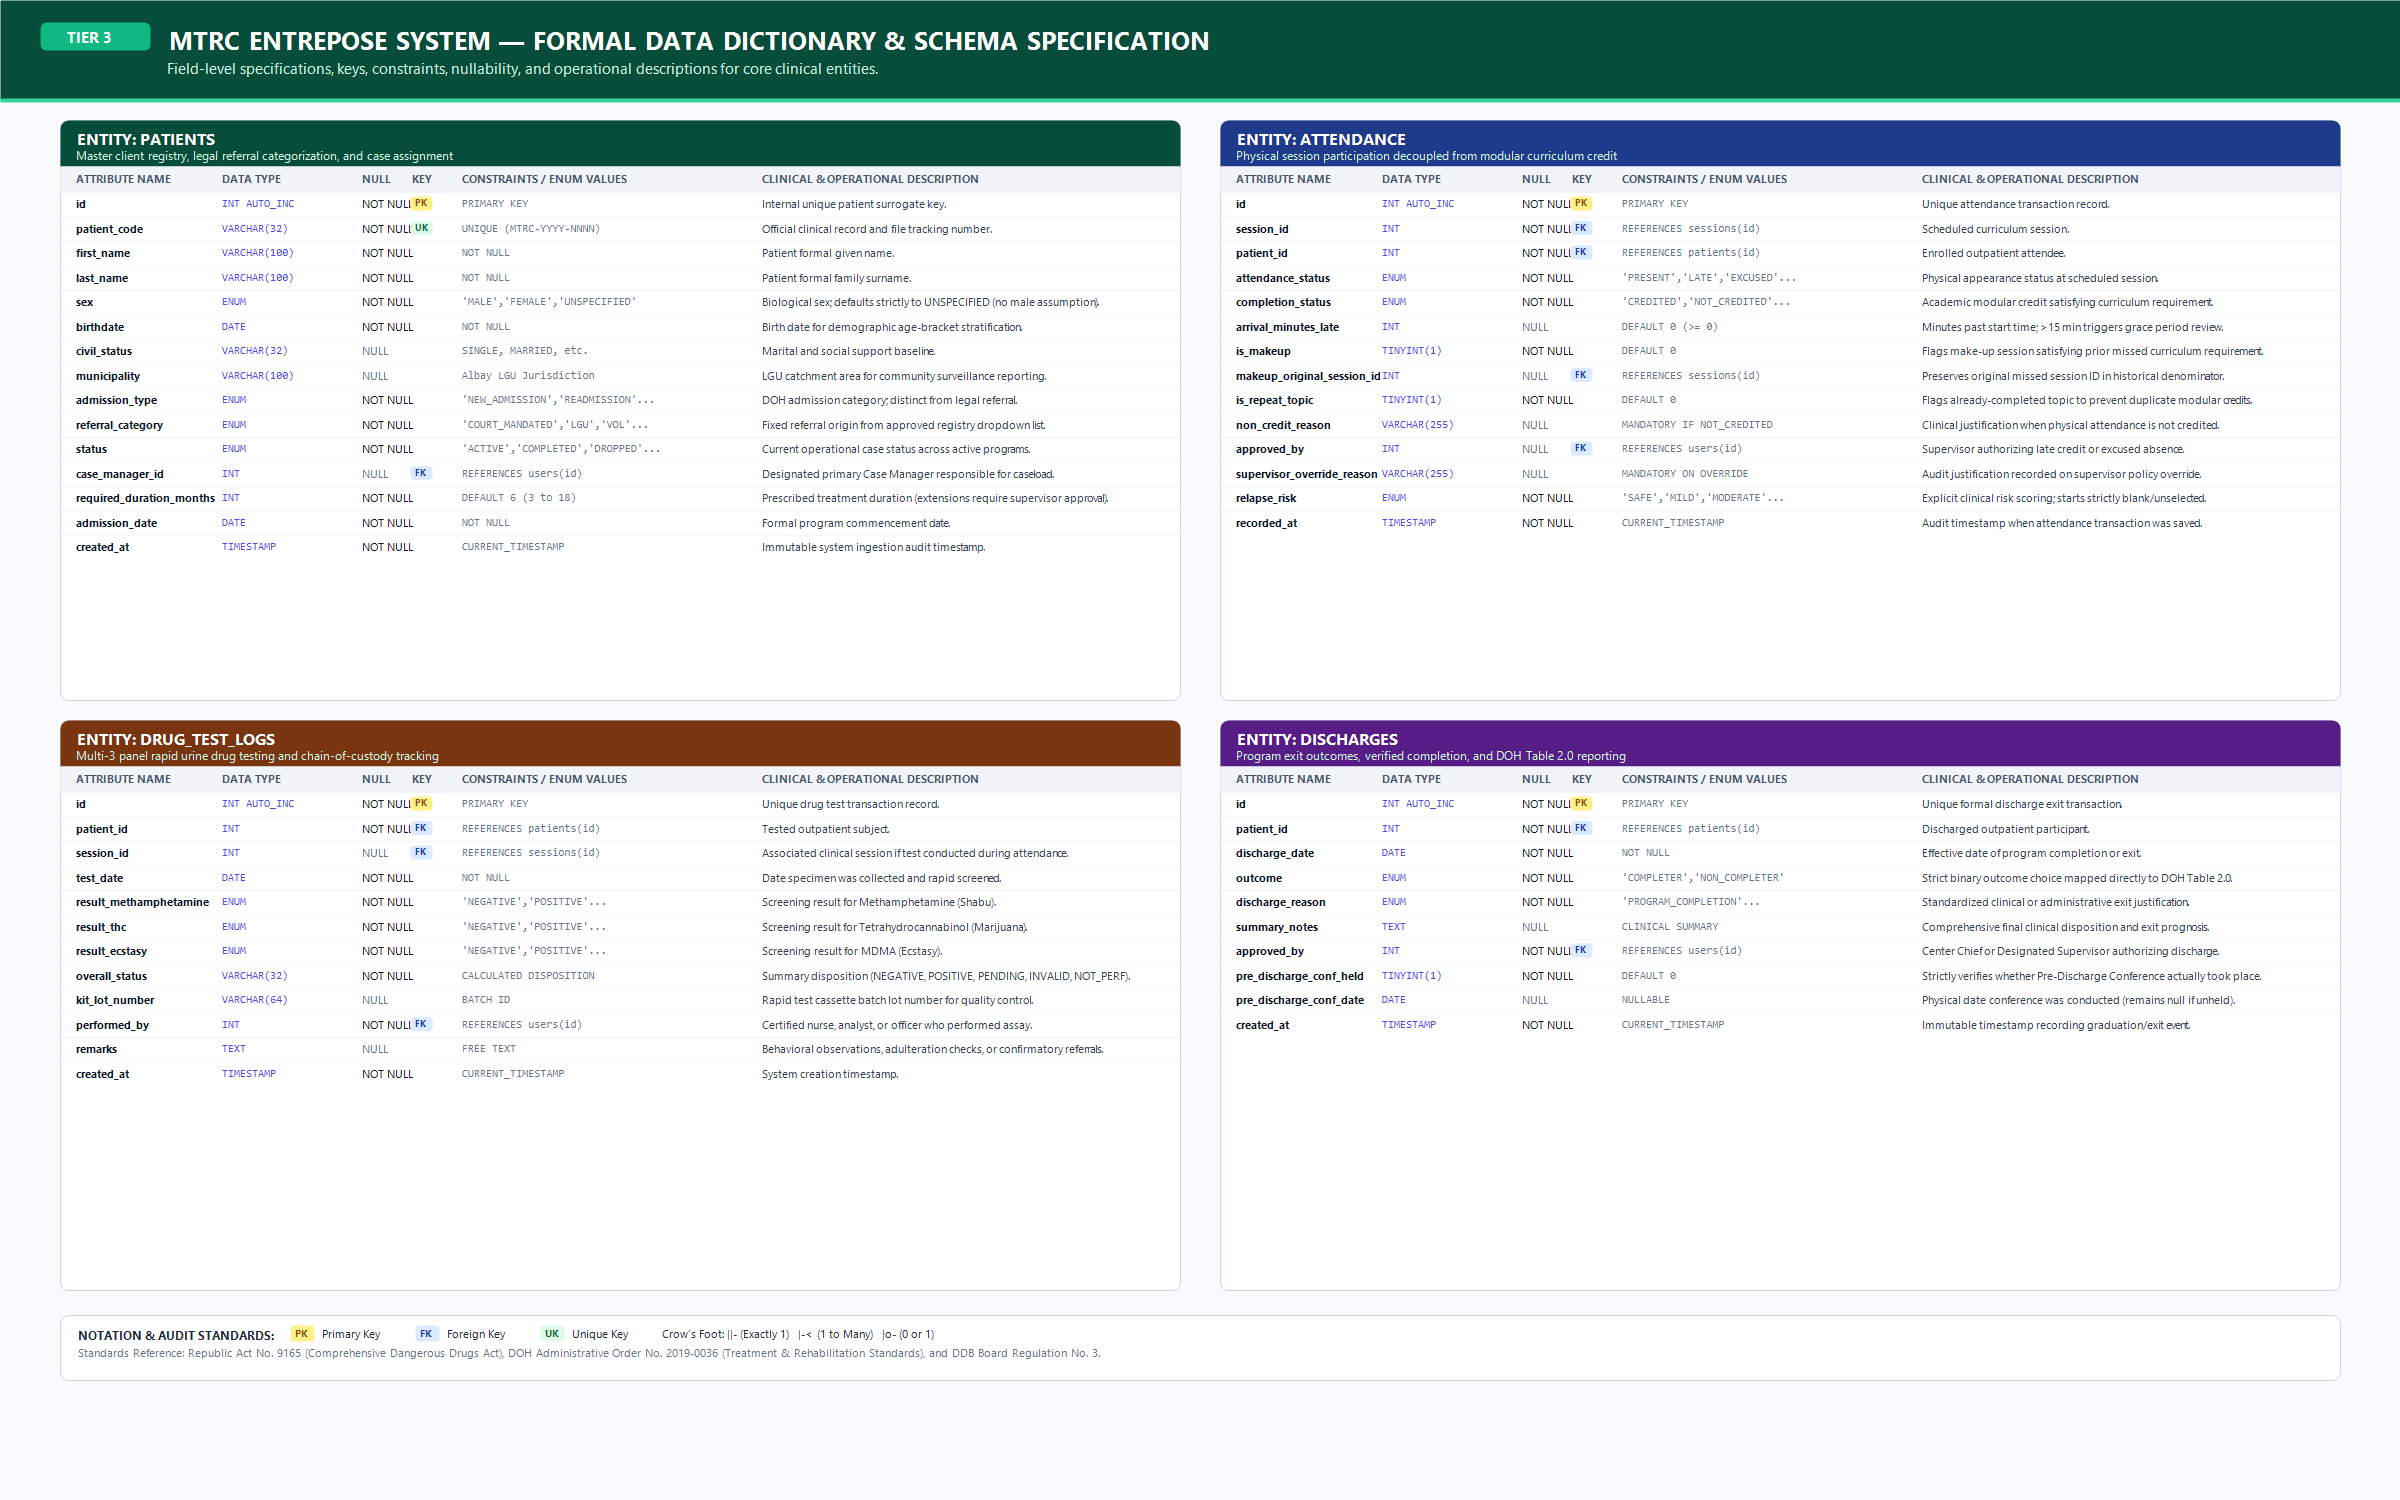 TIER 3
MTRC ENTREPOSE SYSTEM — FORMAL DATA DICTIONARY & SCHEMA SPECIFICATION
Field-level specifications, keys, constraints, nullability, and operational descriptions for core clinical entities.
ENTITY: PATIENTS
Master client registry, legal referral categorization, and case assignment
ATTRIBUTE NAME DATA TYPE NULL KEY CONSTRAINTS / ENUM VALUES CLINICAL & OPERATIONAL DESCRIPTION
id INT AUTO_INC NOT NULL PK PRIMARY KEY Internal unique patient surrogate key.
patient_code VARCHAR(32) NOT NULL UK UNIQUE (MTRC-YYYY-NNNN) Official clinical record and file tracking number.
first_name VARCHAR(100) NOT NULL NOT NULL Patient formal given name.
last_name VARCHAR(100) NOT NULL NOT NULL Patient formal family surname.
sex ENUM NOT NULL 'MALE','FEMALE','UNSPECIFIED' Biological sex; defaults strictly to UNSPECIFIED (no male assumption).
birthdate DATE NOT NULL NOT NULL Birth date for demographic age-bracket stratification.
civil_status VARCHAR(32) NULL SINGLE, MARRIED, etc. Marital and social support baseline.
municipality VARCHAR(100) NULL Albay LGU Jurisdiction LGU catchment area for community surveillance reporting.
admission_type ENUM NOT NULL 'NEW_ADMISSION','READMISSION'... DOH admission category; distinct from legal referral.
referral_category ENUM NOT NULL 'COURT_MANDATED','LGU','VOL'... Fixed referral origin from approved registry dropdown list.
status ENUM NOT NULL 'ACTIVE','COMPLETED','DROPPED'... Current operational case status across active programs.
case_manager_id INT NULL FK REFERENCES users(id) Designated primary Case Manager responsible for caseload.
required_duration_months INT NOT NULL DEFAULT 6 (3 to 18) Prescribed treatment duration (extensions require supervisor approval).
admission_date DATE NOT NULL NOT NULL Formal program commencement date.
created_at TIMESTAMP NOT NULL CURRENT_TIMESTAMP Immutable system ingestion audit timestamp.
ENTITY: ATTENDANCE
Physical session participation decoupled from modular curriculum credit
ATTRIBUTE NAME DATA TYPE NULL KEY CONSTRAINTS / ENUM VALUES CLINICAL & OPERATIONAL DESCRIPTION
id INT AUTO_INC NOT NULL PK PRIMARY KEY Unique attendance transaction record.
session_id INT NOT NULL FK REFERENCES sessions(id) Scheduled curriculum session.
patient_id INT NOT NULL FK REFERENCES patients(id) Enrolled outpatient attendee.
attendance_status ENUM NOT NULL 'PRESENT','LATE','EXCUSED'... Physical appearance status at scheduled session.
completion_status ENUM NOT NULL 'CREDITED','NOT_CREDITED'... Academic modular credit satisfying curriculum requirement.
arrival_minutes_late INT NULL DEFAULT 0 (>= 0) Minutes past start time; > 15 min triggers grace period review.
is_makeup TINYINT(1) NOT NULL DEFAULT 0 Flags make-up session satisfying prior missed curriculum requirement.
makeup_original_session_id INT NULL FK REFERENCES sessions(id) Preserves original missed session ID in historical denominator.
is_repeat_topic TINYINT(1) NOT NULL DEFAULT 0 Flags already-completed topic to prevent duplicate modular credits.
non_credit_reason VARCHAR(255) NULL MANDATORY IF NOT_CREDITED Clinical justification when physical attendance is not credited.
approved_by INT NULL FK REFERENCES users(id) Supervisor authorizing late credit or excused absence.
supervisor_override_reason VARCHAR(255) NULL MANDATORY ON OVERRIDE Audit justification recorded on supervisor policy override.
relapse_risk ENUM NOT NULL 'SAFE','MILD','MODERATE'... Explicit clinical risk scoring; starts strictly blank/unselected.
recorded_at TIMESTAMP NOT NULL CURRENT_TIMESTAMP Audit timestamp when attendance transaction was saved.
ENTITY: DRUG_TEST_LOGS
Multi-3 panel rapid urine drug testing and chain-of-custody tracking
ATTRIBUTE NAME DATA TYPE NULL KEY CONSTRAINTS / ENUM VALUES CLINICAL & OPERATIONAL DESCRIPTION
id INT AUTO_INC NOT NULL PK PRIMARY KEY Unique drug test transaction record.
patient_id INT NOT NULL FK REFERENCES patients(id) Tested outpatient subject.
session_id INT NULL FK REFERENCES sessions(id) Associated clinical session if test conducted during attendance.
test_date DATE NOT NULL NOT NULL Date specimen was collected and rapid screened.
result_methamphetamine ENUM NOT NULL 'NEGATIVE','POSITIVE'... Screening result for Methamphetamine (Shabu).
result_thc ENUM NOT NULL 'NEGATIVE','POSITIVE'... Screening result for Tetrahydrocannabinol (Marijuana).
result_ecstasy ENUM NOT NULL 'NEGATIVE','POSITIVE'... Screening result for MDMA (Ecstasy).
overall_status VARCHAR(32) NOT NULL CALCULATED DISPOSITION Summary disposition (NEGATIVE, POSITIVE, PENDING, INVALID, NOT_PERF).
kit_lot_number VARCHAR(64) NULL BATCH ID Rapid test cassette batch lot number for quality control.
performed_by INT NOT NULL FK REFERENCES users(id) Certified nurse, analyst, or officer who performed assay.
remarks TEXT NULL FREE TEXT Behavioral observations, adulteration checks, or confirmatory referrals.
created_at TIMESTAMP NOT NULL CURRENT_TIMESTAMP System creation timestamp.
ENTITY: DISCHARGES
Program exit outcomes, verified completion, and DOH Table 2.0 reporting
ATTRIBUTE NAME DATA TYPE NULL KEY CONSTRAINTS / ENUM VALUES CLINICAL & OPERATIONAL DESCRIPTION
id INT AUTO_INC NOT NULL PK PRIMARY KEY Unique formal discharge exit transaction.
patient_id INT NOT NULL FK REFERENCES patients(id) Discharged outpatient participant.
discharge_date DATE NOT NULL NOT NULL Effective date of program completion or exit.
outcome ENUM NOT NULL 'COMPLETER','NON_COMPLETER' Strict binary outcome choice mapped directly to DOH Table 2.0.
discharge_reason ENUM NOT NULL 'PROGRAM_COMPLETION'... Standardized clinical or administrative exit justification.
summary_notes TEXT NULL CLINICAL SUMMARY Comprehensive final clinical disposition and exit prognosis.
approved_by INT NOT NULL FK REFERENCES users(id) Center Chief or Designated Supervisor authorizing discharge.
pre_discharge_conf_held TINYINT(1) NOT NULL DEFAULT 0 Strictly verifies whether Pre-Discharge Conference actually took place.
pre_discharge_conf_date DATE NULL NULLABLE Physical date conference was conducted (remains null if unheld).
created_at TIMESTAMP NOT NULL CURRENT_TIMESTAMP Immutable timestamp recording graduation/exit event.
NOTATION & AUDIT STANDARDS: PK Primary Key FK Foreign Key UK Unique Key Crow's Foot: ||- (Exactly 1) |-< (1 to Many) |o- (0 or 1)
Standards Reference: Republic Act No. 9165 (Comprehensive Dangerous Drugs Act), DOH Administrative Order No. 2019-0036 (Treatment & Rehabilitation Standards), and DDB Board Regulation No. 3.